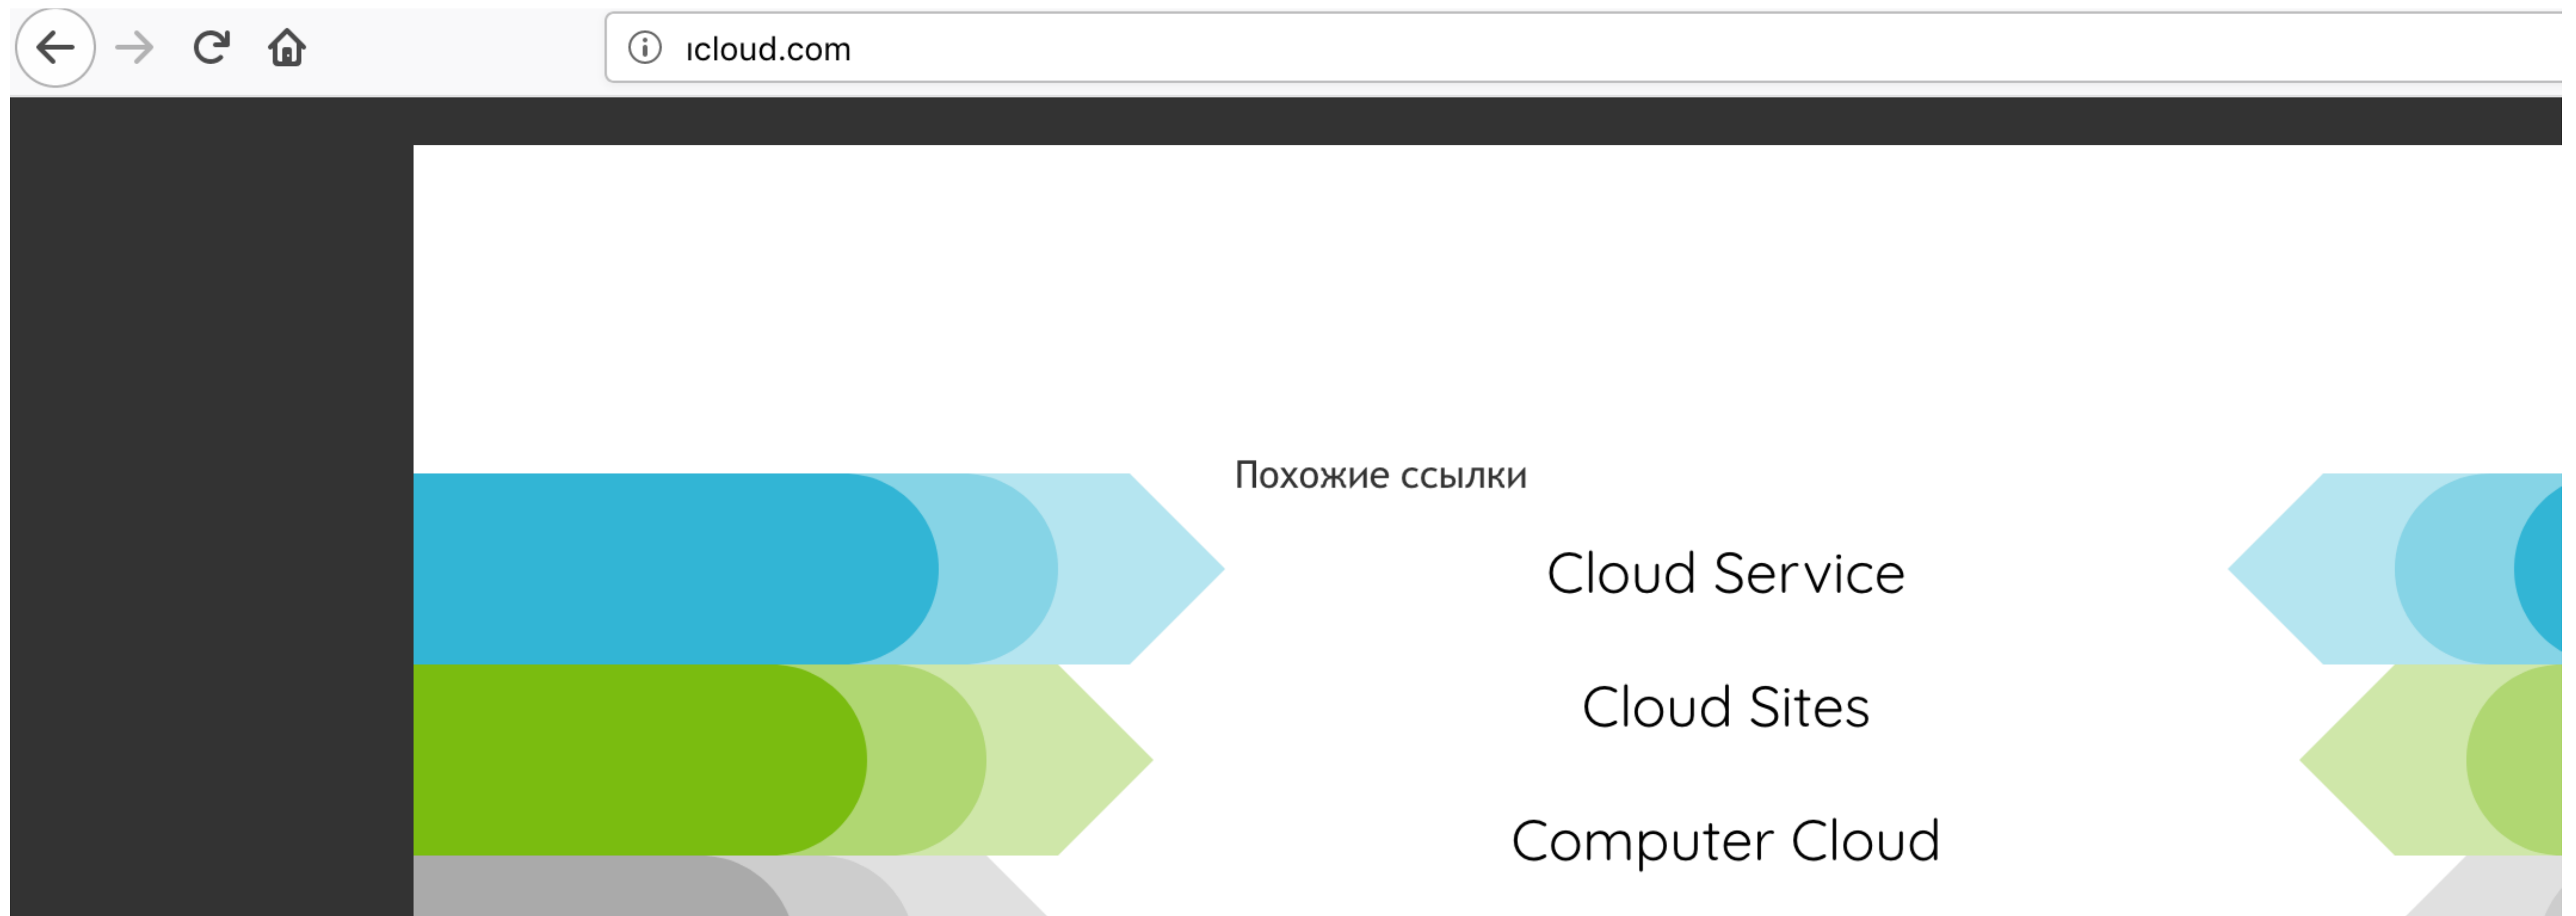 ıcloud.com
Похожие ссылки
Cloud Service
Cloud Sites
Computer Cloud